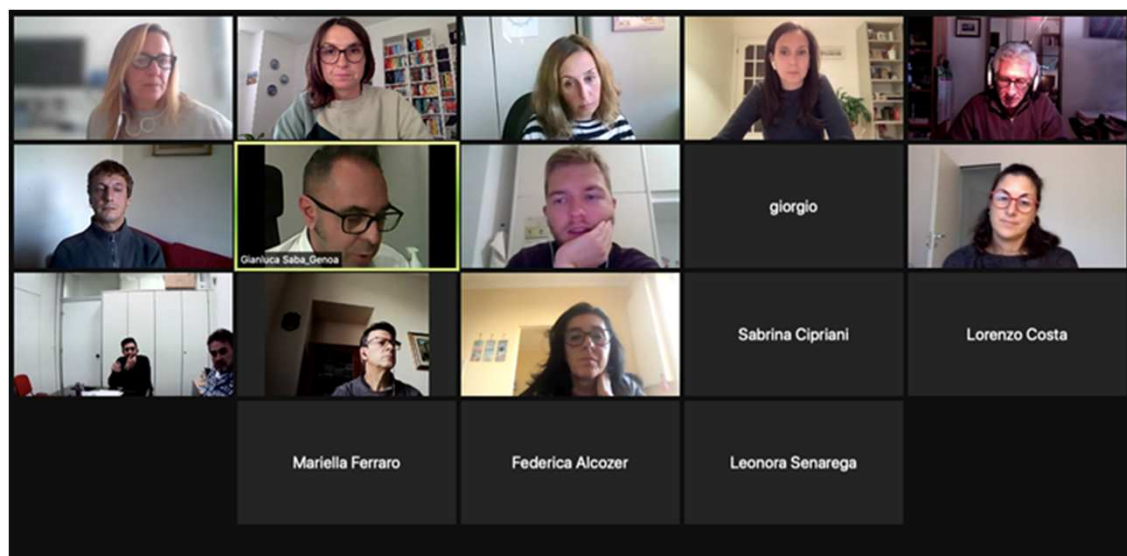 Gianluca Saba_Genoa
giorgio
Sabrina Cipriani
Lorenzo Costa
Mariella Ferraro
Federica Alcozer
Leonora Senarega